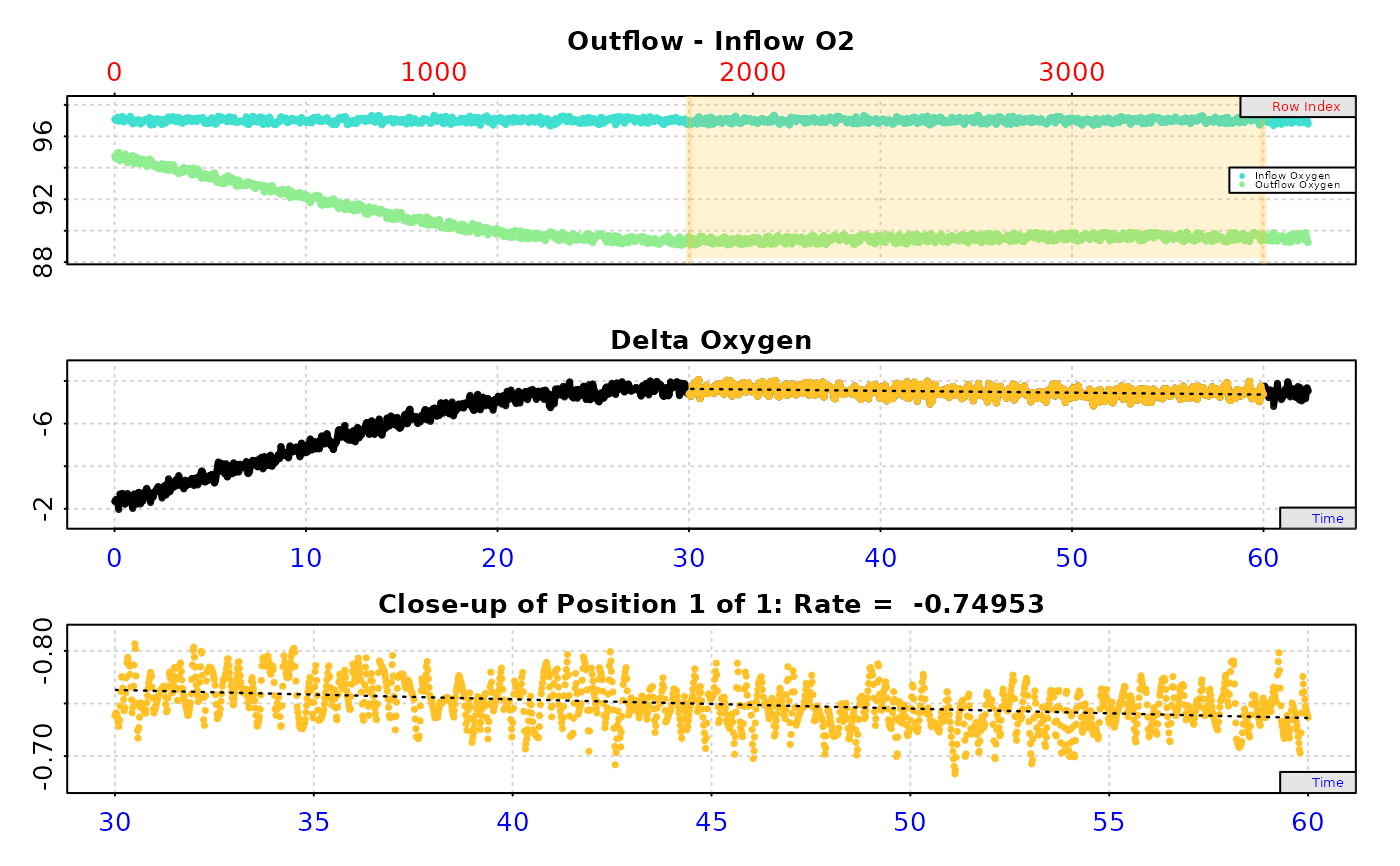 Outflow - Inflow O2
0 1000 2000 3000
Row Index
96
92
88
Inflow Oxygen
Outflow Oxygen
Delta Oxygen
-6
-2
Time
0 10 20 30 40 50 60
Close-up of Position 1 of 1: Rate = -0.74953
-0.80
-0.70
Time
30 35 40 45 50 55 60